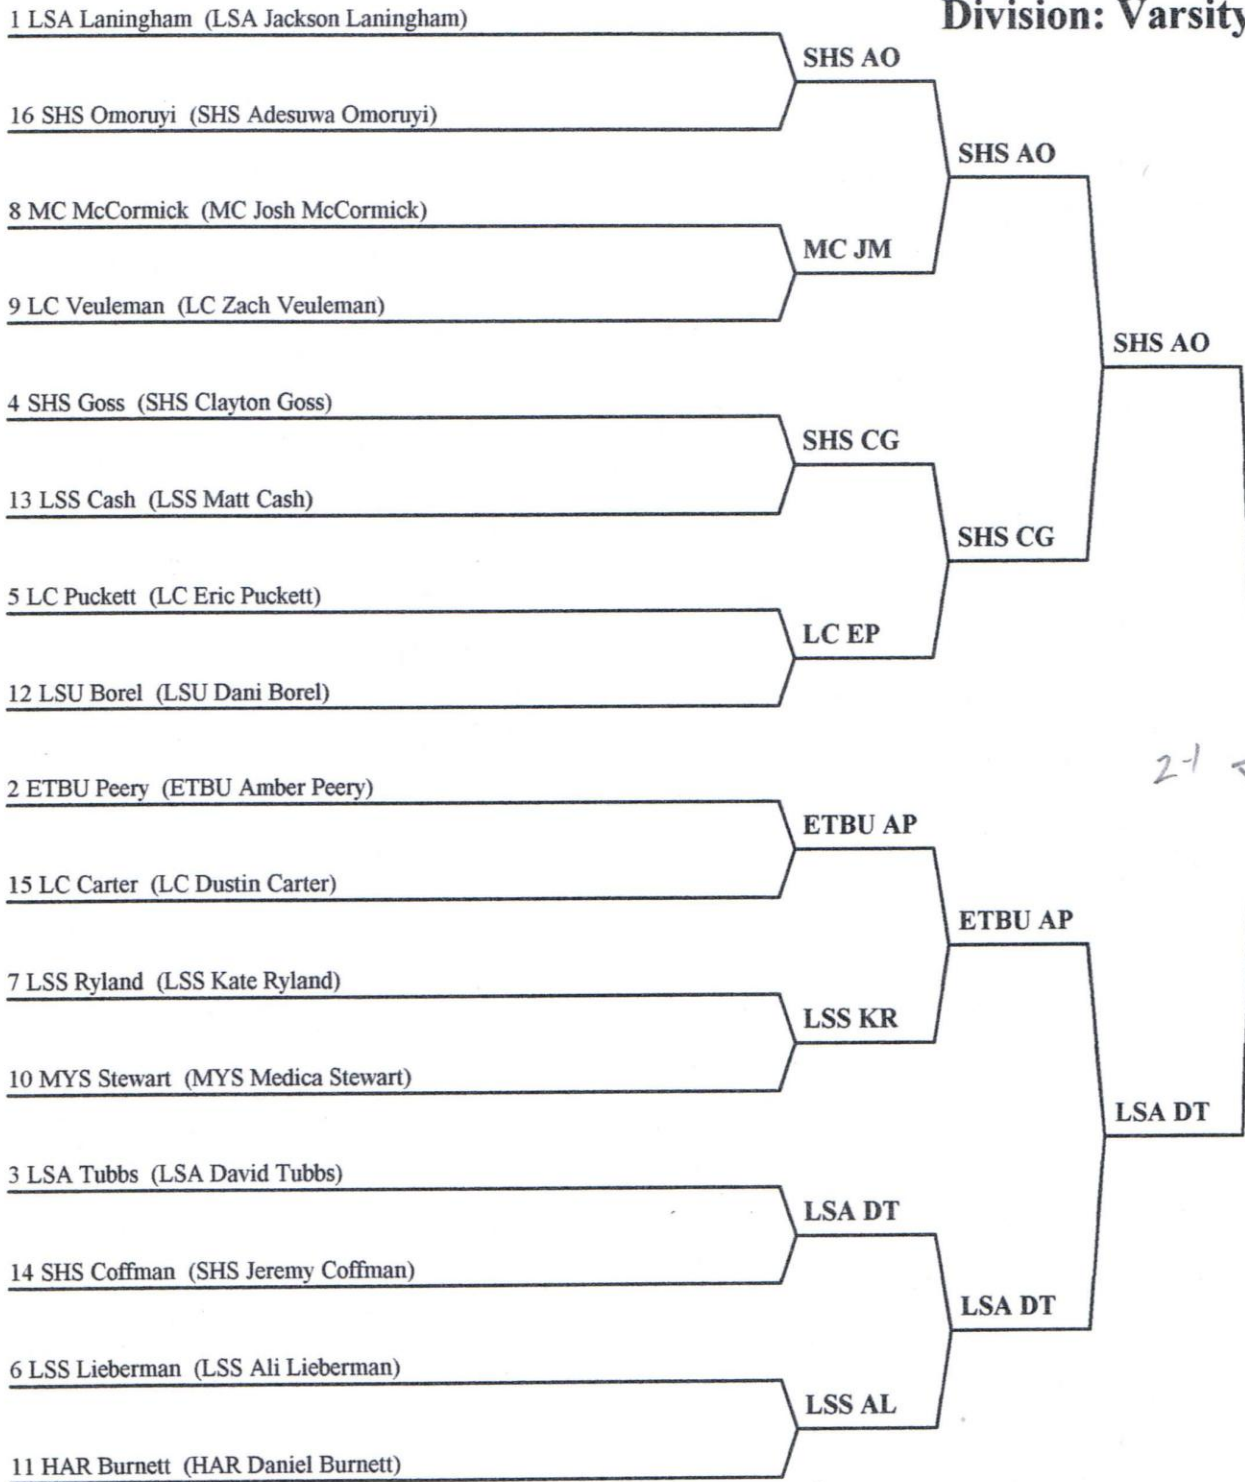 Division: Varsity
1 LSA Laningham (LSA Jackson Laningham)
SHS AO
16 SHS Omoruyi (SHS Adesuwa Omoruyi)
SHS AO
8 MC McCormick (MC Josh McCormick)
MC JM
9 LC Veuleman (LC Zach Veuleman)
SHS AO
4 SHS Goss (SHS Clayton Goss)
SHS CG
13 LSS Cash (LSS Matt Cash)
SHS CG
5 LC Puckett (LC Eric Puckett)
LC EP
12 LSU Borel (LSU Dani Borel)
2-1
2 ETBU Peery (ETBU Amber Peery)
ETBU AP
15 LC Carter (LC Dustin Carter)
ETBU AP
7 LSS Ryland (LSS Kate Ryland)
LSS KR
10 MYS Stewart (MYS Medica Stewart)
LSA DT
3 LSA Tubbs (LSA David Tubbs)
LSA DT
14 SHS Coffman (SHS Jeremy Coffman)
LSA DT
6 LSS Lieberman (LSS Ali Lieberman)
LSS AL
11 HAR Burnett (HAR Daniel Burnett)